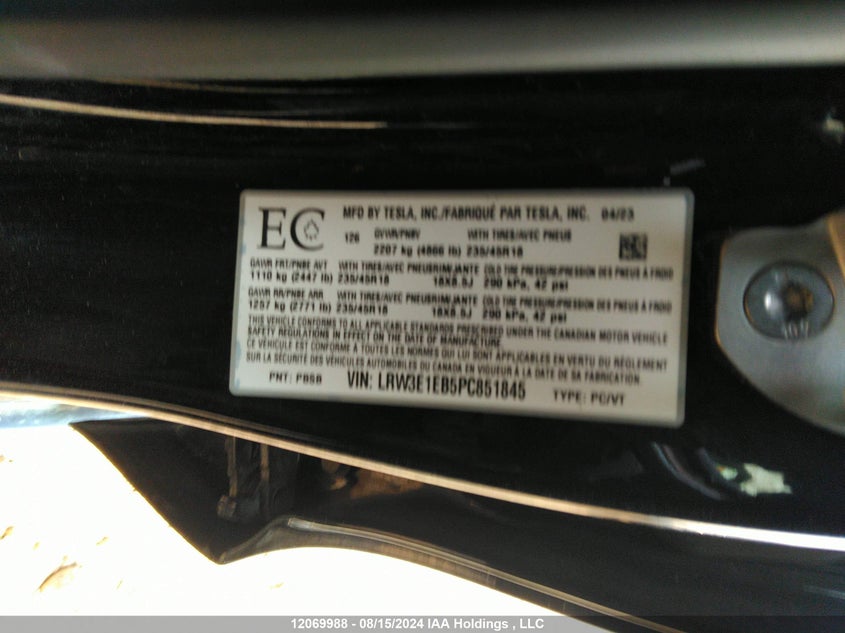 EC MFD BY TESLA, INC./FABRIQUÉ PAR TESLA, INC. 04/23
126 GVWR/PNBV WITH TIRES/AVEC PNEUS
2207 kg (4866 lb) 235/45R18
GAWR FRT/PNBE AVT WITH TIRES/AVEC PNEUS RIM/JANTE COLD TIRE PRESSURE/PRESSION DES PNEUS À FROID
1110 kg (2447 lb) 235/45R18 18X8.5J 290 kPa, 42 psi
GAWR RR/PNBE ARR WITH TIRES/AVEC PNEUS RIM/JANTE COLD TIRE PRESSURE/PRESSION DES PNEUS À FROID
1257 kg (2771 lb) 235/45R18 18X8.5J 290 kPa, 42 psi
THIS VEHICLE CONFORMS TO ALL APPLICABLE STANDARDS PRESCRIBED UNDER THE CANADIAN MOTOR VEHICLE
SAFETY REGULATIONS IN EFFECT ON THE DATE OF MANUFACTURE.
CE VÉHICULE EST CONFORME À TOUTES LES NORMES QUI LUI SONT APPLICABLES EN VERTU DU RÈGLEMENT
SUR LA SÉCURITÉ DES VÉHICULES AUTOMOBILES DU CANADA EN VIGUEUR À LA DATE DE SA FABRICATION.
PNT: PBSB VIN: LRW3E1EB5PC851845 TYPE: PC/VT
12069988 - 08/15/2024 IAA Holdings , LLC